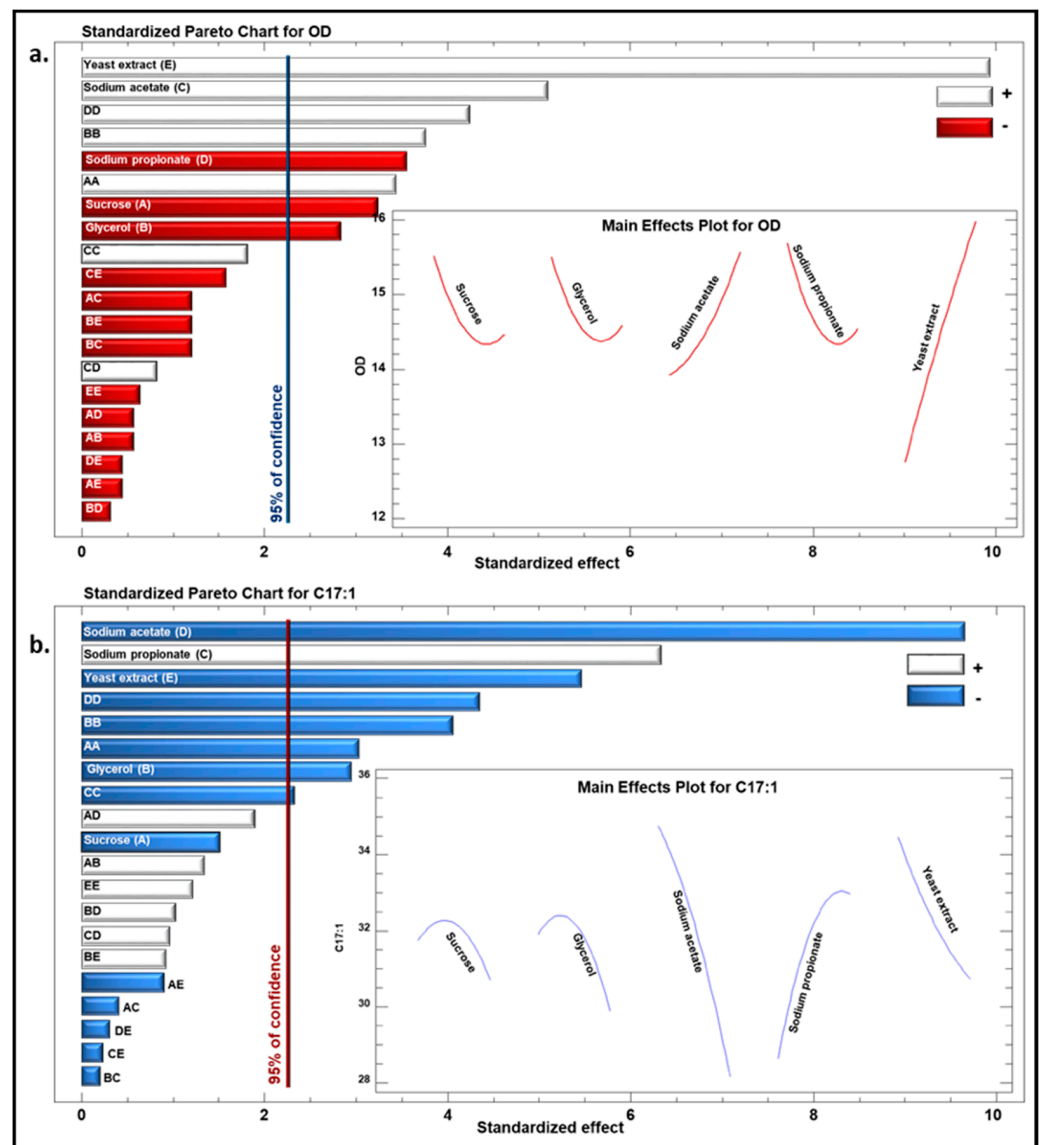 Standardized Pareto Chart for OD
a.
Yeast extract (E)
Sodium acetate (C)
+
DD
-
BB
Sodium propionate (D)
AA
Sucrose (A)
Glycerol (B)
CC
CE
AC
BE
BC
CD
EE
AD
AB
DE
AE
BD
95% of confidence
Main Effects Plot for OD
16
15
14
13
12
OD
Sucrose
Glycerol
Sodium acetate
Sodium propionate
Yeast extract
0 2 4 6 8 10
Standardized effect
Standardized Pareto Chart for C17:1
b.
Sodium acetate (D)
Sodium propionate (C)
+
Yeast extract (E)
-
DD
BB
AA
Glycerol (B)
CC
AD
Sucrose (A)
AB
EE
BD
CD
BE
AE
AC
DE
CE
BC
95% of confidence
Main Effects Plot for C17:1
36
34
32
30
28
C17:1
Sucrose
Glycerol
Sodium acetate
Sodium propionate
Yeast extract
0 2 4 6 8 10
Standardized effect